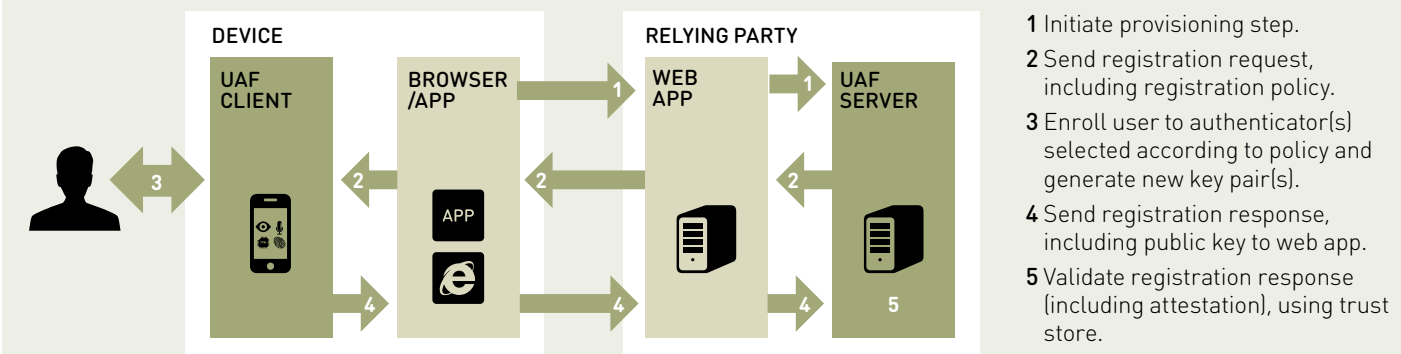 DEVICE
RELYING PARTY
UAF
CLIENT
BROWSER
/APP
WEB
APP
UAF
SERVER
1
1
3
2
2
2
APP
4
4
4
5
1 Initiate provisioning step.
2 Send registration request,
including registration policy.
3 Enroll user to authenticator(s)
selected according to policy and
generate new key pair(s).
4 Send registration response,
including public key to web app.
5 Validate registration response
(including attestation), using trust
store.